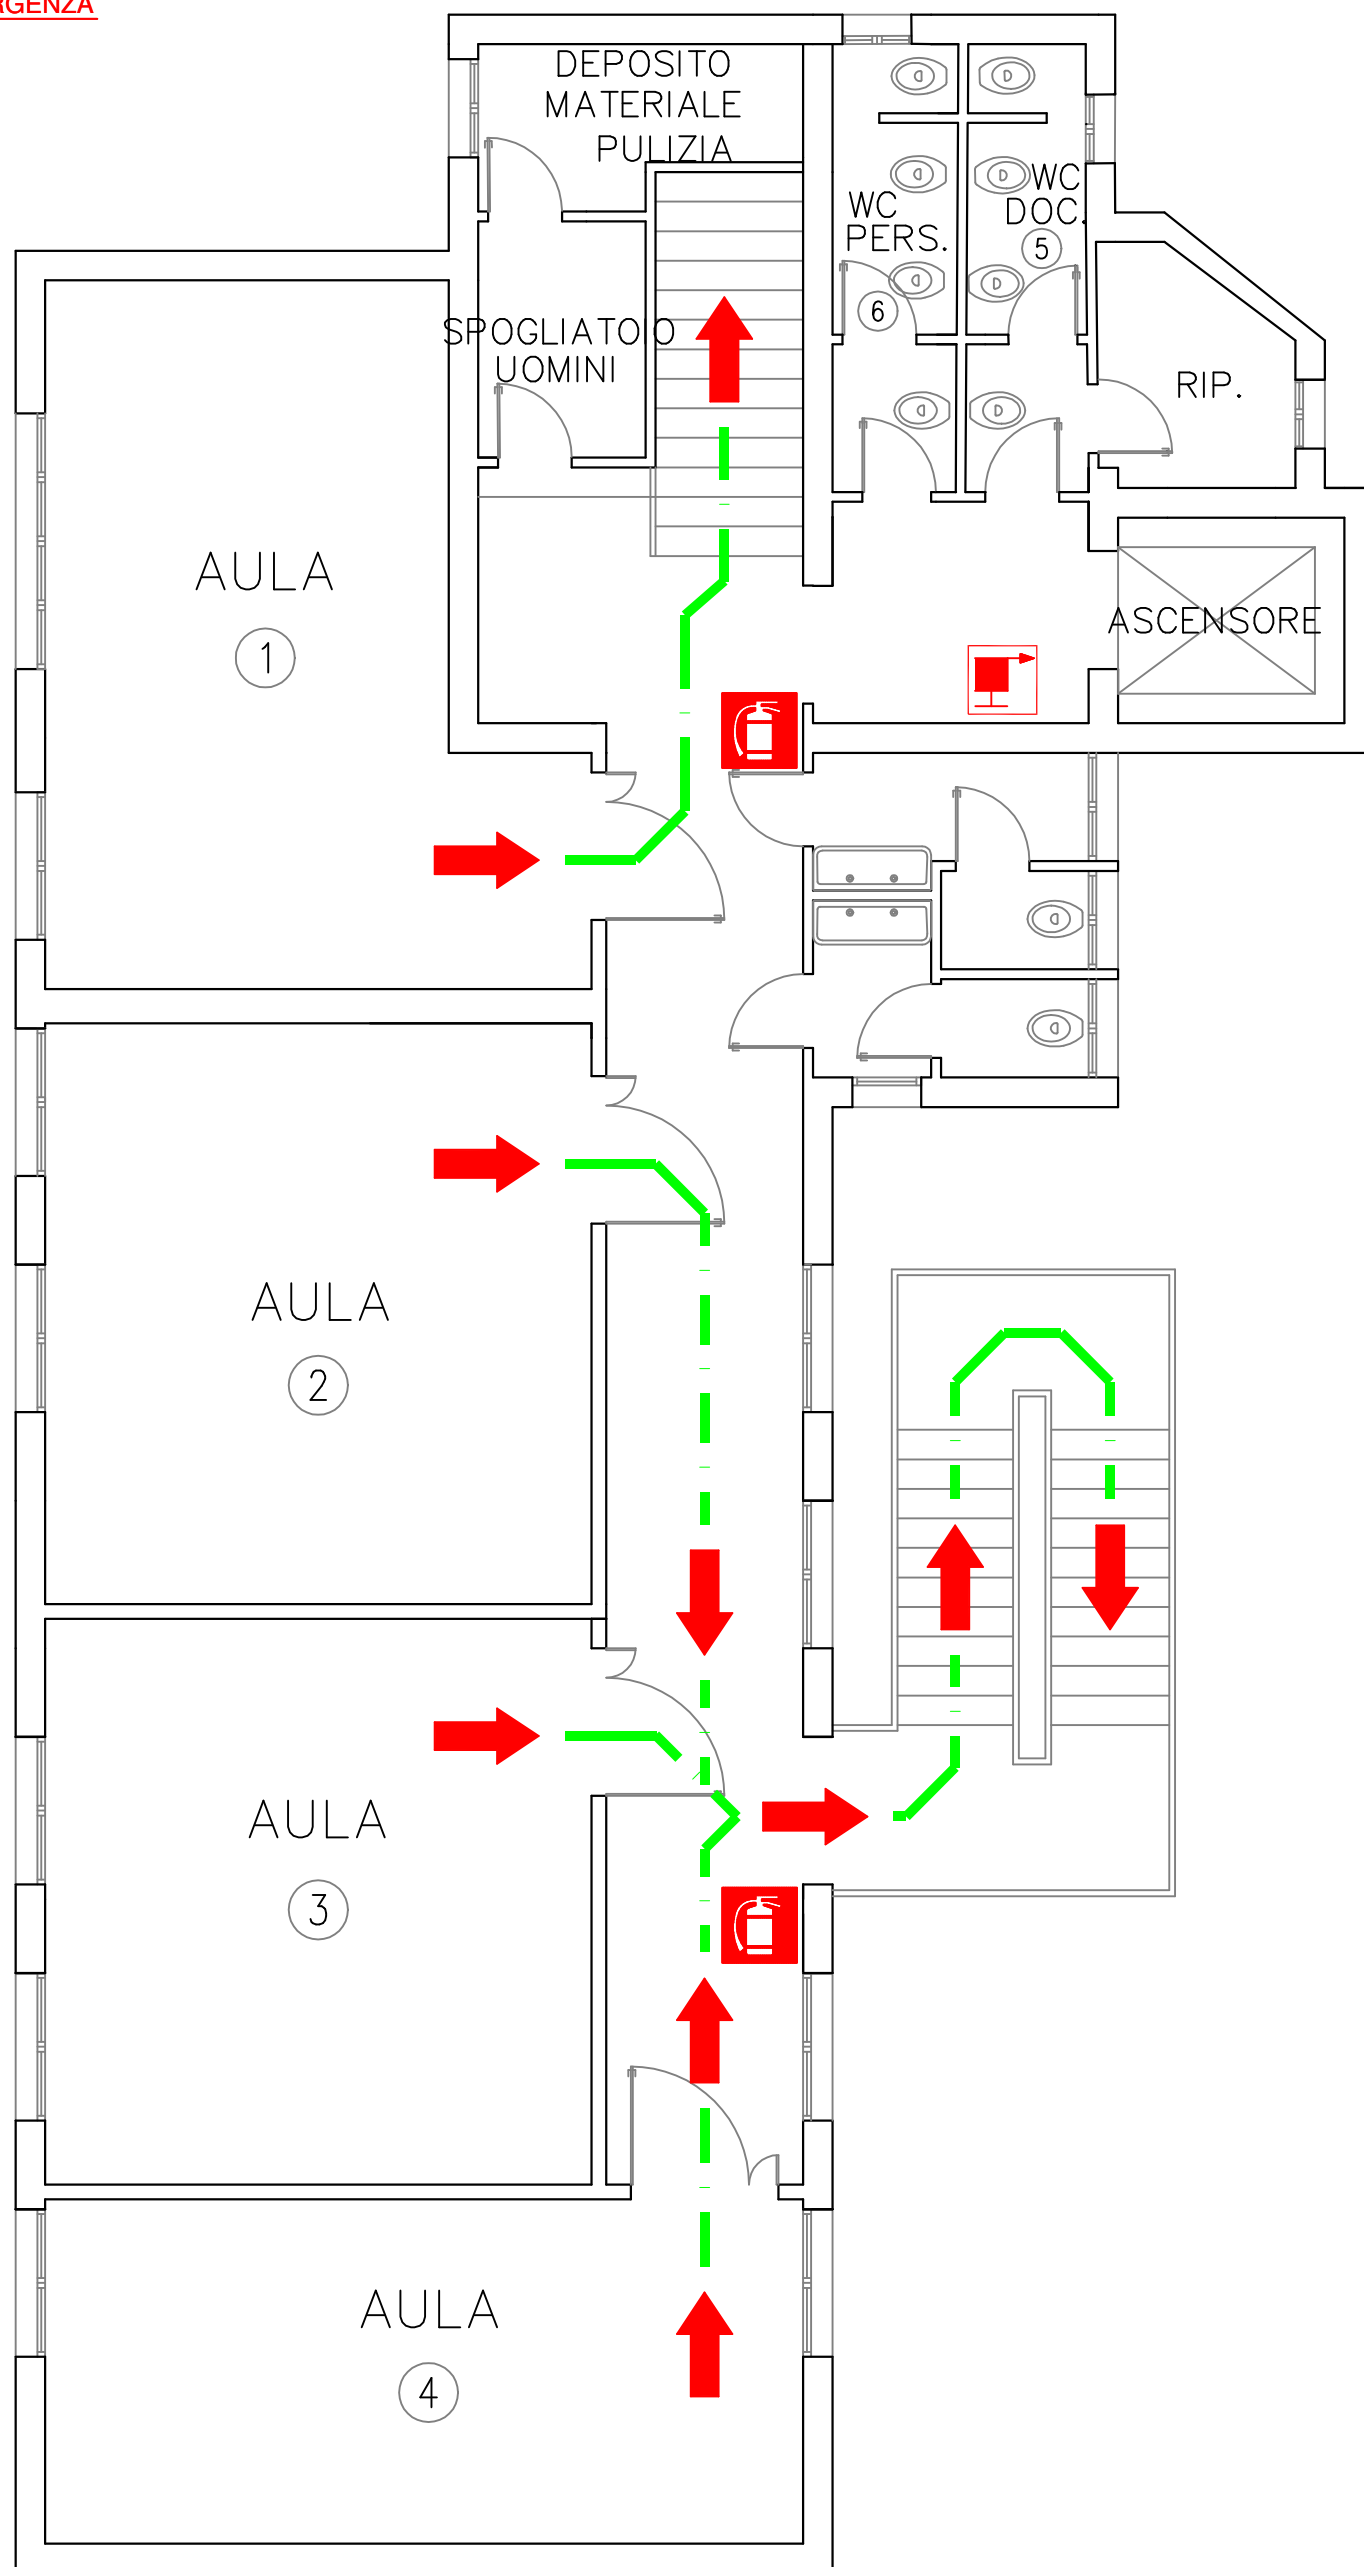 DEPOSITO
MATERIALE
PULIZIA
WC
DOC.
5
WC
PERS.
6
SPOGLIATOIO
UOMINI
RIP.
AULA
1
ASCENSORE
AULA
2
AULA
3
AULA
4